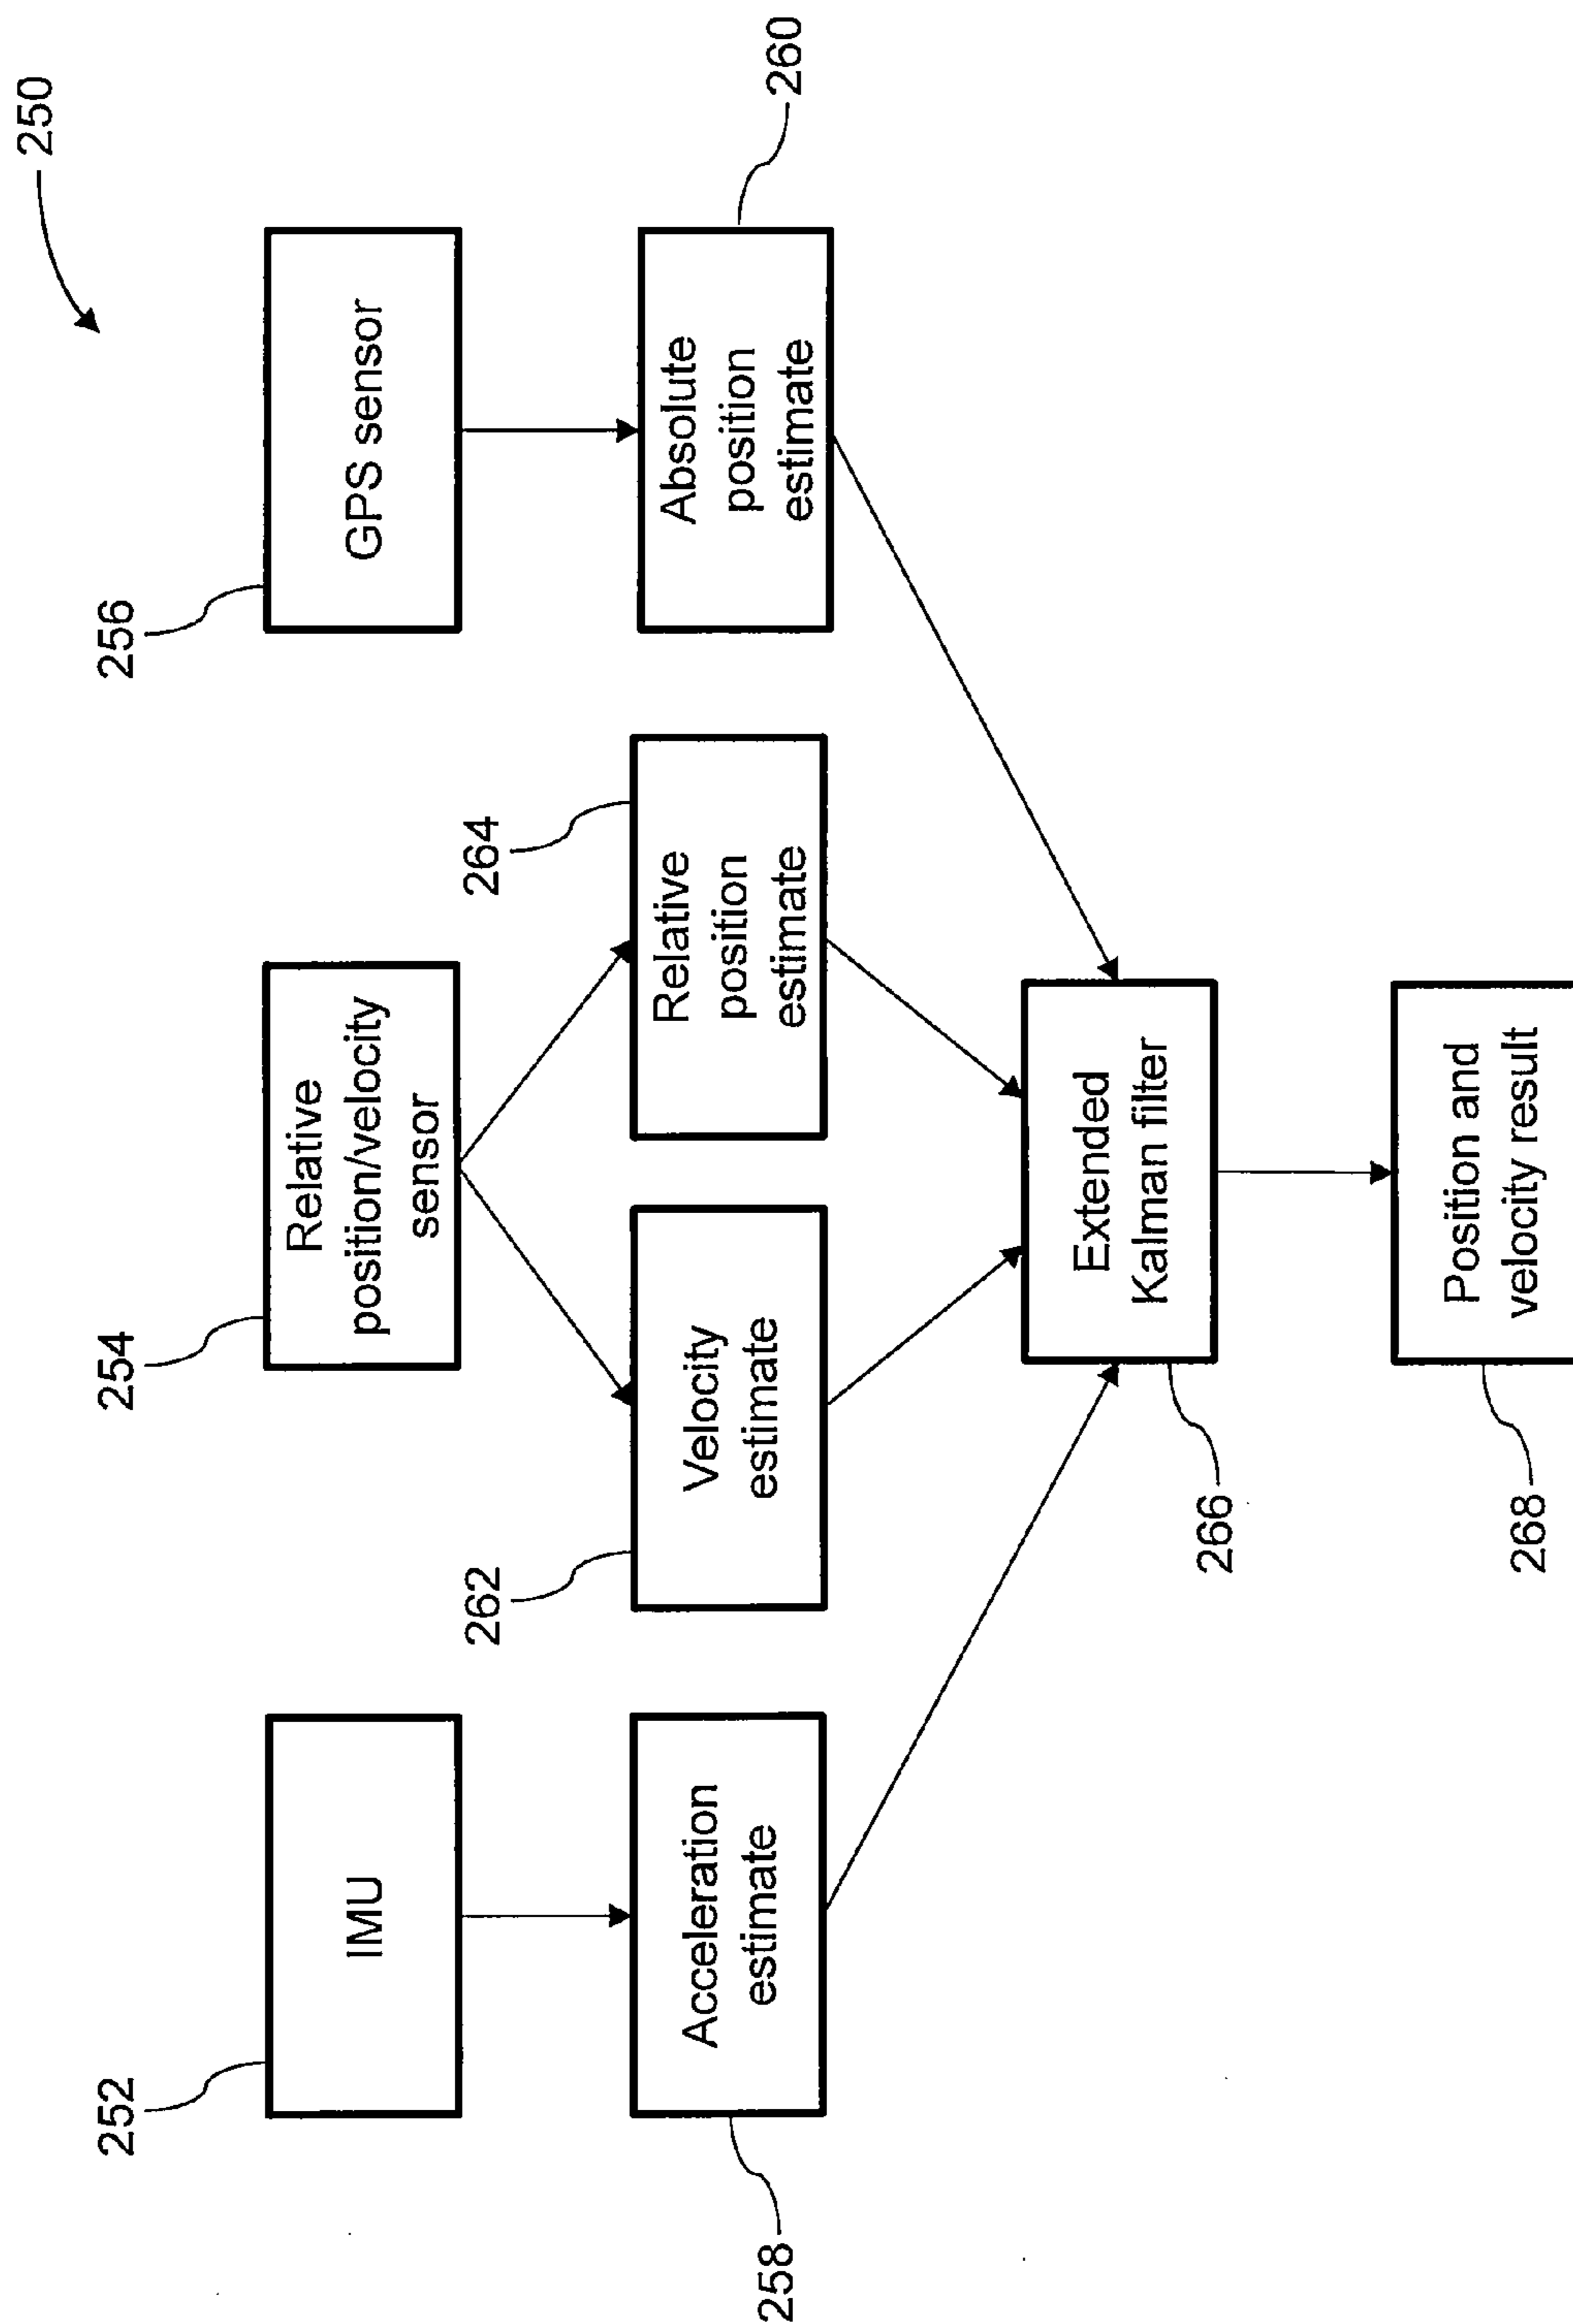 250
252
254
256
IMU
Relative
position/velocity
sensor
GPS sensor
262
264
Acceleration
estimate
Velocity
estimate
Relative
position
estimate
Absolute
position
estimate
258
260
Extended
Kalman filter
266
Position and
velocity result
268